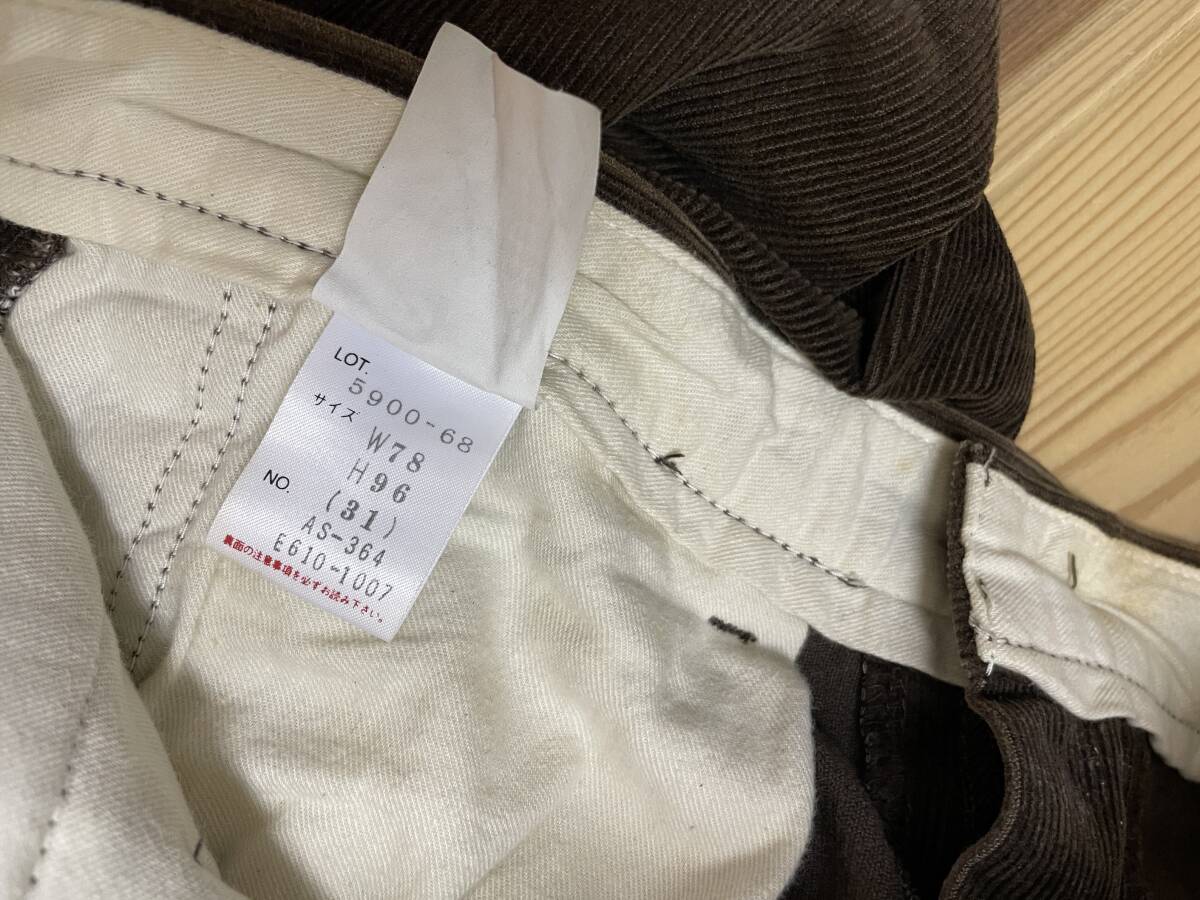 LOT.
5900-68
サイズ
W78
H96
(31)
NO.
AS-364
E610-1007
裏面の注意事項を必ずお読み下さい。